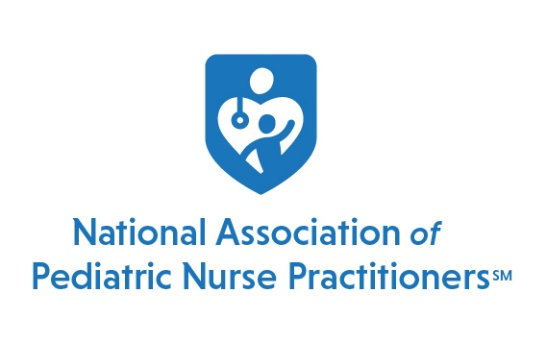 National Association of
Pediatric Nurse Practitioners℠